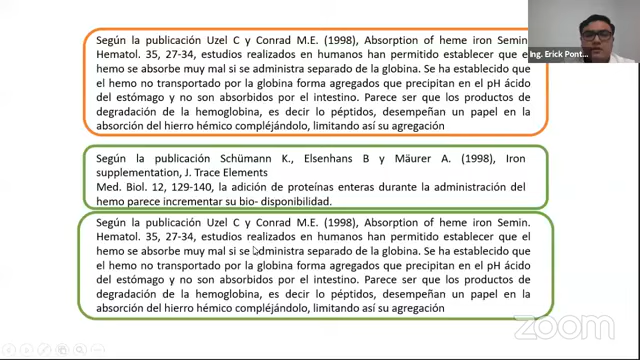 Según la publicación Uzel C y Conrad M.E. (1998), Absorption of heme iron Semin.
Hematol. 35, 27-34, estudios realizados en humanos han permitido establecer que el
hemo se absorbe muy mal si se administra separado de la globina. Se ha establecido que
el hemo no transportado por la globina forma agregados que precipitan en el pH ácido
del estómago y no son absorbidos por el intestino. Parece ser que los productos de
degradación de la hemoglobina, es decir lo péptidos, desempeñan un papel en la
absorción del hierro hémico compléjándolo, limitando así su agregación
Ing. Erick Pont...
Según la publicación Schümann K., Elsenhans B y Mäurer A. (1998), Iron
supplementation, J. Trace Elements
Med. Biol. 12, 129-140, la adición de proteínas enteras durante la administración del
hemo parece incrementar su bio- disponibilidad.
Según la publicación Uzel C y Conrad M.E. (1998), Absorption of heme iron Semin.
Hematol. 35, 27-34, estudios realizados en humanos han permitido establecer que el
hemo se absorbe muy mal si se administra separado de la globina. Se ha establecido que
el hemo no transportado por la globina forma agregados que precipitan en el pH ácido
del estómago y no son absorbidos por el intestino. Parece ser que los productos de
degradación de la hemoglobina, es decir lo péptidos, desempeñan un papel en la
absorción del hierro hémico compléjándolo, limitando así su agregación
zoom